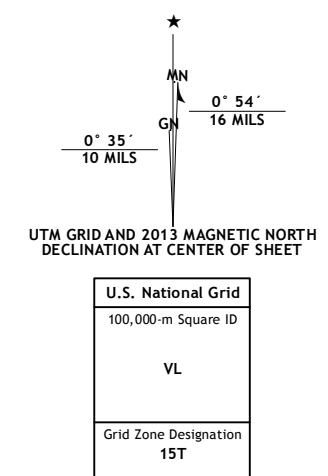 ★
MN
0° 54´
16 MILS
GN
0° 35´
10 MILS
UTM GRID AND 2013 MAGNETIC NORTH
DECLINATION AT CENTER OF SHEET
U.S. National Grid
100,000-m Square ID
VL
Grid Zone Designation
15T